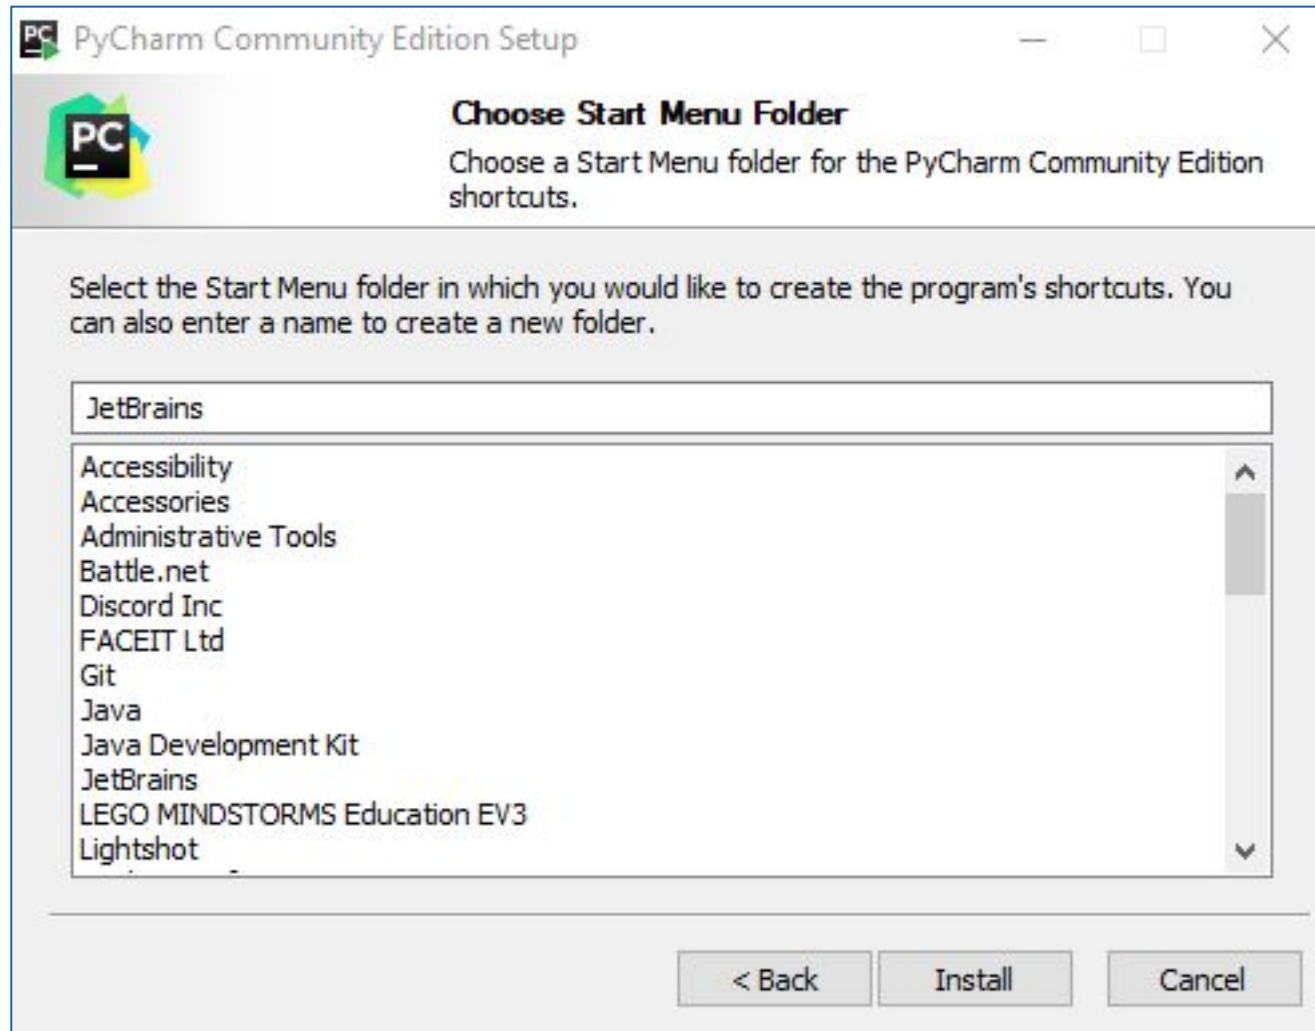 PC PyCharm Community Edition Setup
PC
Choose Start Menu Folder
Choose a Start Menu folder for the PyCharm Community Edition
shortcuts.
Select the Start Menu folder in which you would like to create the program's shortcuts. You
can also enter a name to create a new folder.
JetBrains
Accessibility
Accessories
Administrative Tools
Battle.net
Discord Inc
FACEIT Ltd
Git
Java
Java Development Kit
JetBrains
LEGO MINDSTORMS Education EV3
Lightshot
< Back
Install
Cancel